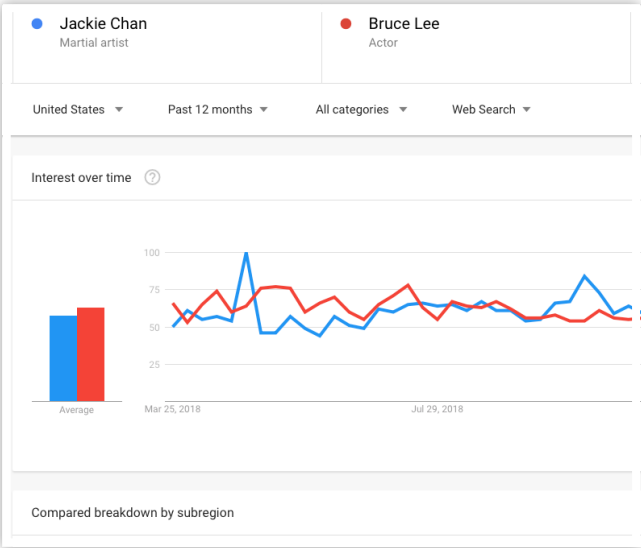 Jackie Chan
Martial artist
Bruce Lee
Actor
United States
Past 12 months
All categories
Web Search
Interest over time
?
100
75
50
25
Average
Mar 25, 2018
Jul 29, 2018
Compared breakdown by subregion